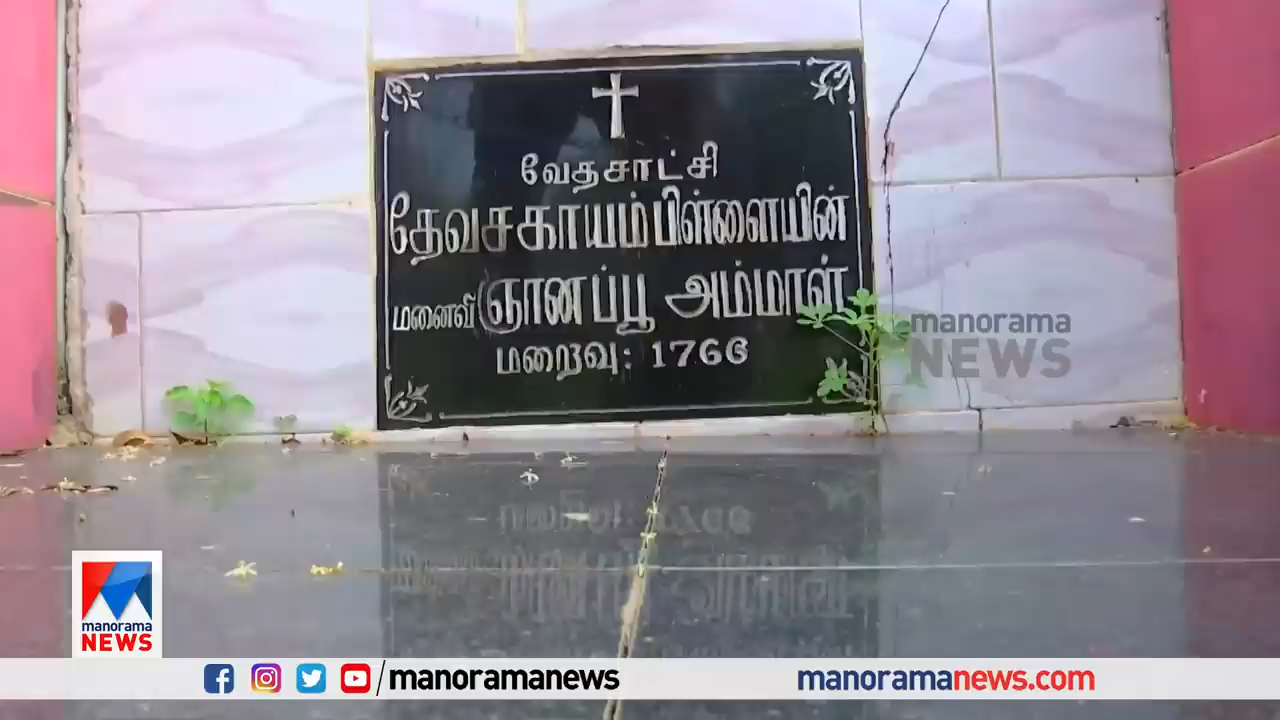 வேதசாட்சி
தேவசகாயம்பிள்ளையின்
மனைவி ஞானப்பூ அம்மாள்
மறைவு: 1766
manorama
NEWS
manorama
NEWS
/manoramanews
manoramanews.com